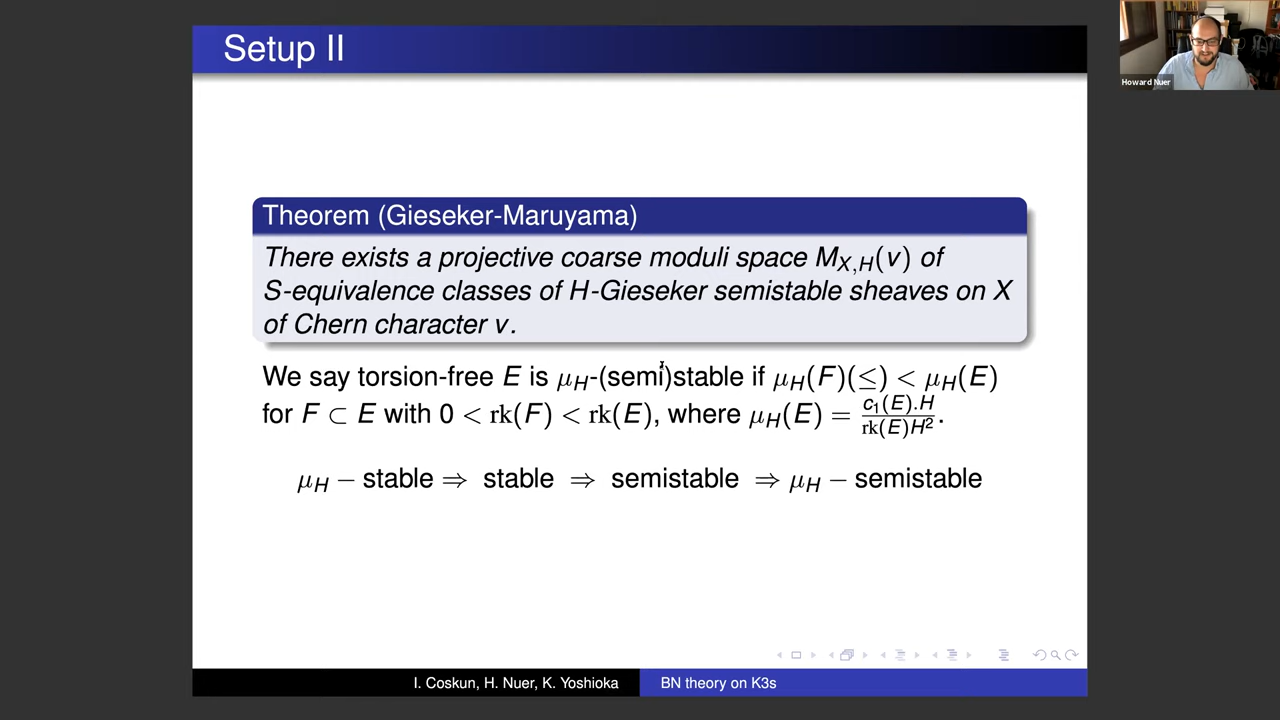 Setup II
Howard Nuer
Theorem (Gieseker-Maruyama)
There exists a projective coarse moduli space M_{X,H}(v) of
S-equivalence classes of H-Gieseker semistable sheaves on X
of Chern character v.
We say torsion-free E is μ_H-(semi)stable if μ_H(F)(≤) < μ_H(E)
for F ⊂ E with 0 < rk(F) < rk(E), where μ_H(E) = c₁(E).H / rk(E)H².
μ_H − stable ⇒ stable ⇒ semistable ⇒ μ_H − semistable
I. Coskun, H. Nuer, K. Yoshioka BN theory on K3s